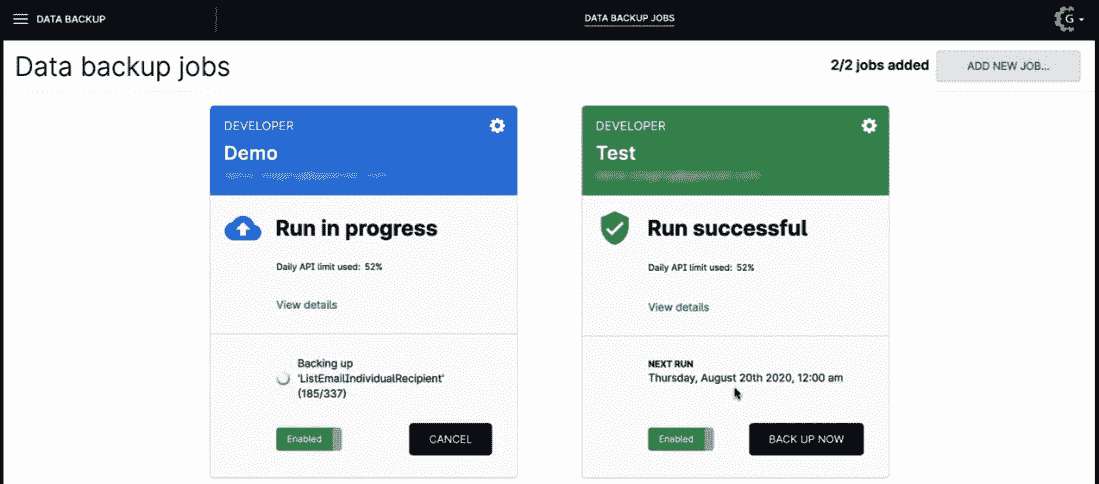 DATA BACKUP
DATA BACKUP JOBS
G
Data backup jobs
2/2 jobs added
ADD NEW JOB...
DEVELOPER
Demo
Run in progress
Daily API limit used: 52%
View details
Backing up
'ListEmailIndividualRecipient'
(185/337)
Enabled
CANCEL
DEVELOPER
Test
Run successful
Daily API limit used: 52%
View details
NEXT RUN
Thursday, August 20th 2020, 12:00 am
Enabled
BACK UP NOW